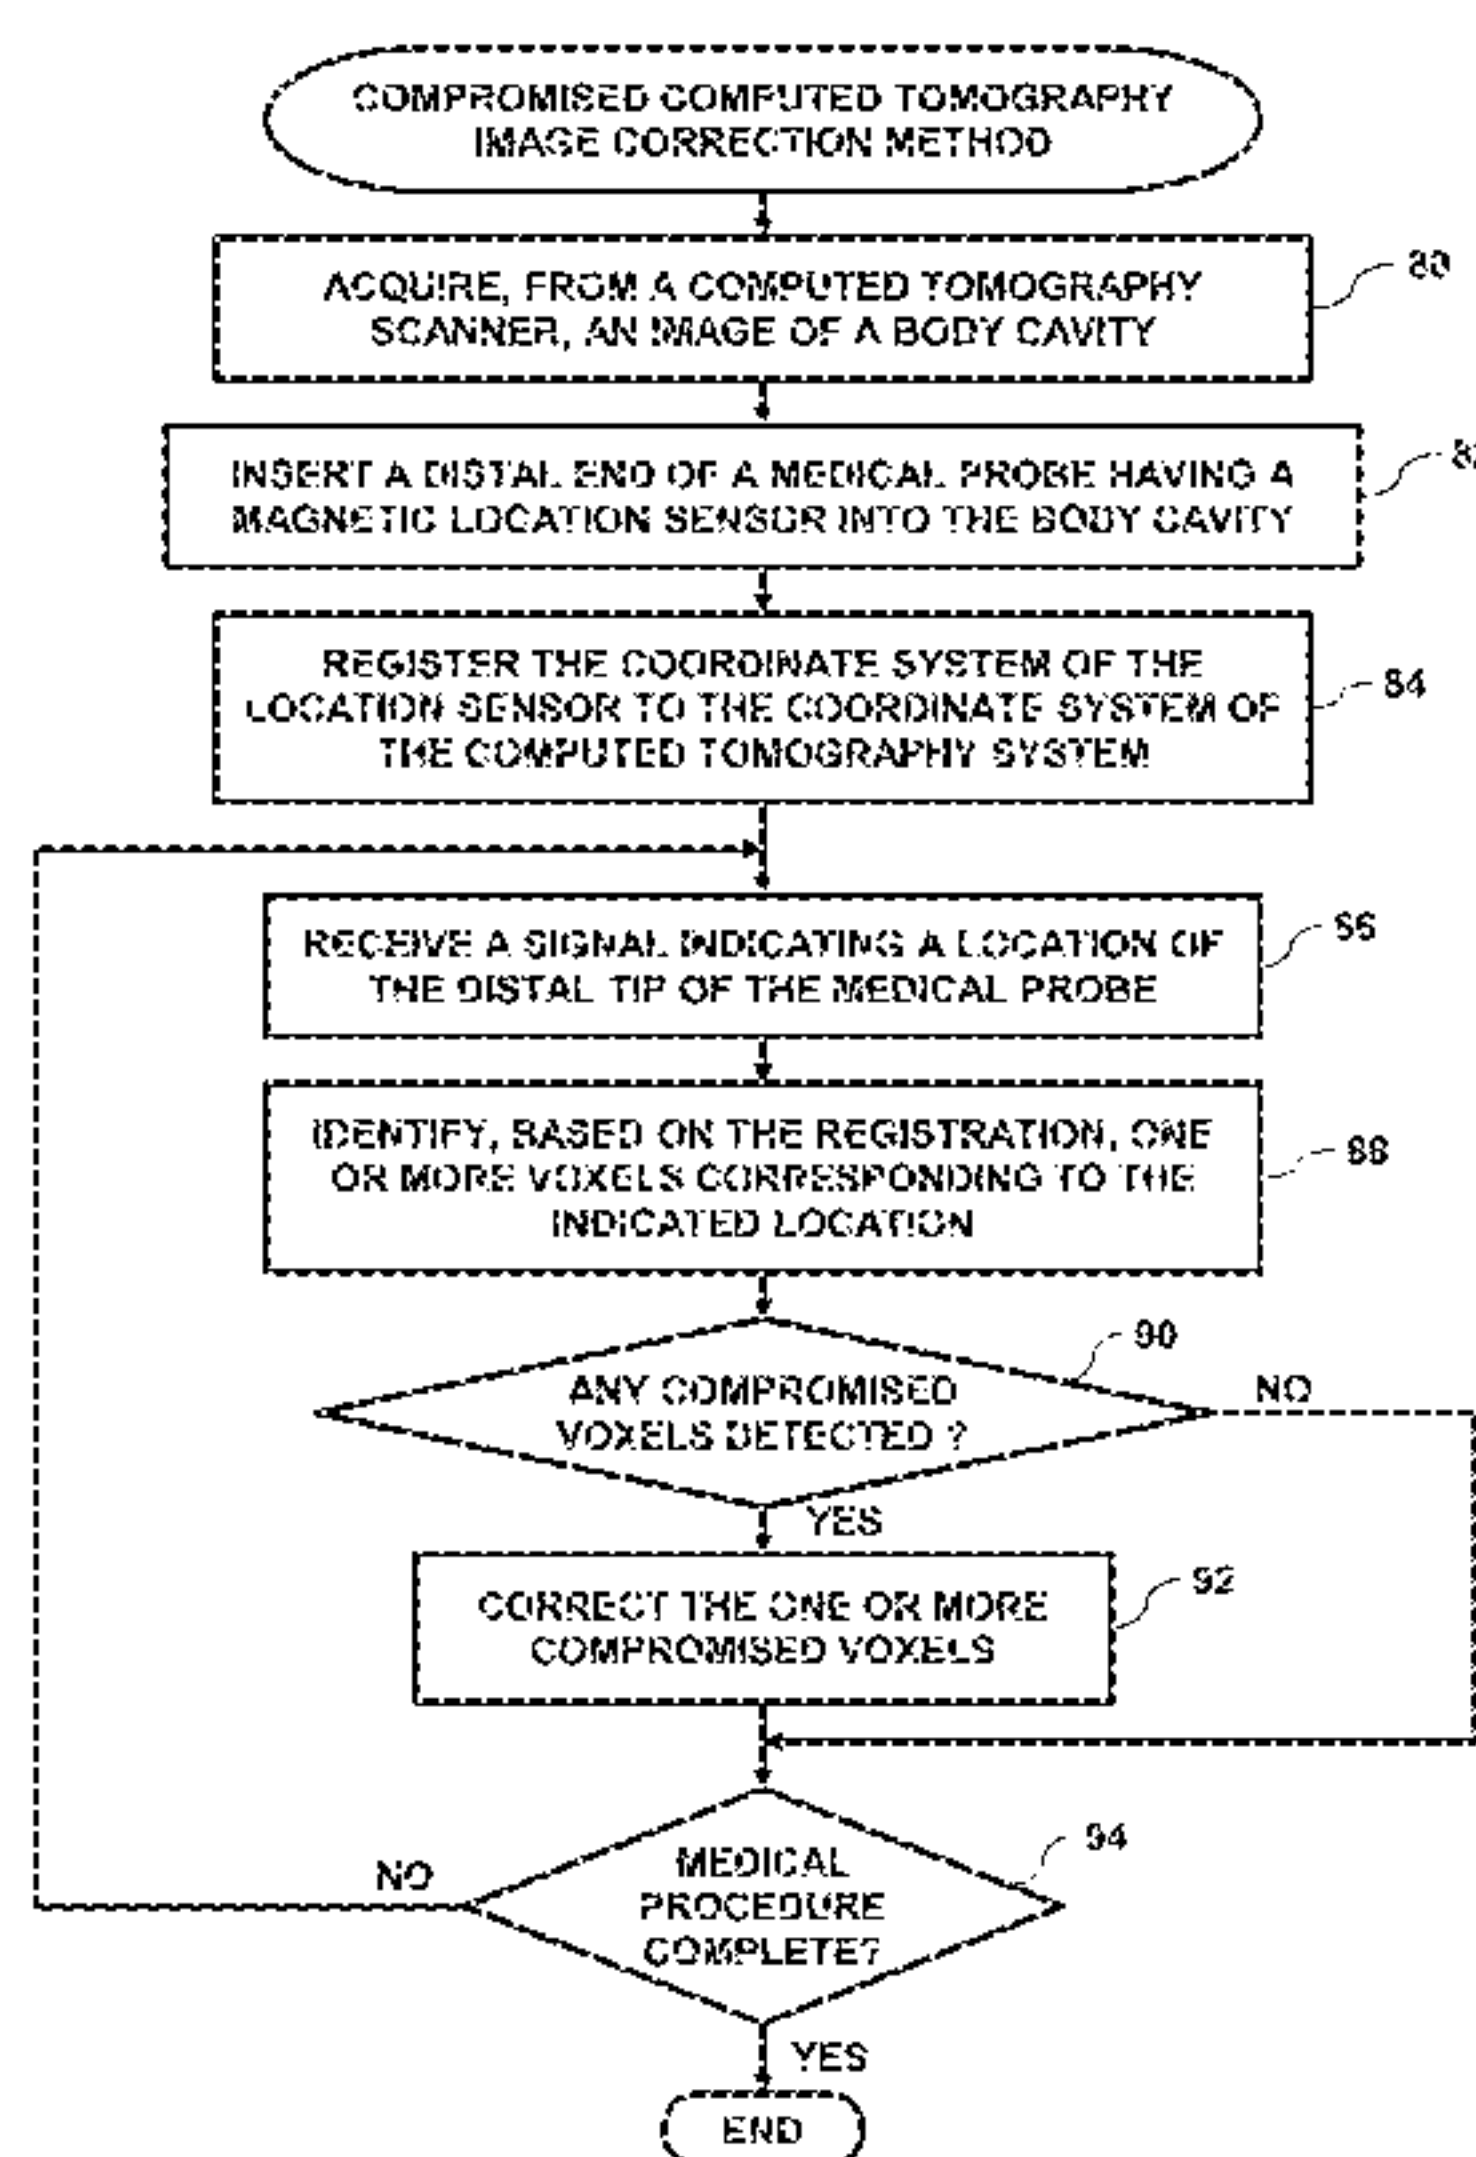 COMPROMISED COMPUTED TOMOGRAPHY
IMAGE CORRECTION METHOD
80
ACQUIRE, FROM A COMPUTED TOMOGRAPHY
SCANNER, AN IMAGE OF A BODY CAVITY
INSERT A DISTAL END OF A MEDICAL PROBE HAVING A
MAGNETIC LOCATION SENSOR INTO THE BODY CAVITY
REGISTER THE COORDINATE SYSTEM OF THE
LOCATION SENSOR TO THE COORDINATE SYSTEM OF
THE COMPUTED TOMOGRAPHY SYSTEM
84
RECEIVE A SIGNAL INDICATING A LOCATION OF
THE DISTAL TIP OF THE MEDICAL PROBE
86
IDENTIFY, BASED ON THE REGISTRATION, ONE
OR MORE VOXELS CORRESPONDING TO THE
INDICATED LOCATION
88
90
ANY COMPROMISED
VOXELS DETECTED ?
NO
YES
CORRECT THE ONE OR MORE
COMPROMISED VOXELS
92
94
MEDICAL
PROCEDURE
COMPLETE?
NO
YES
END